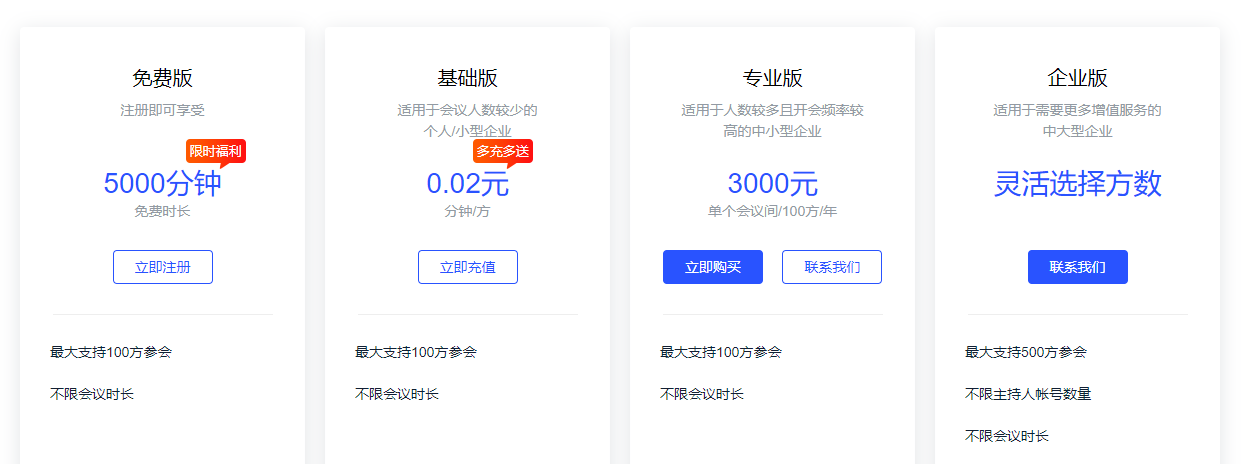 免费版
注册即可享受
限时福利
5000分钟
免费时长
立即注册
最大支持100方参会
不限会议时长
基础版
适用于会议人数较少的
个人/小型企业
多充多送
0.02元
分钟/方
立即充值
最大支持100方参会
不限会议时长
专业版
适用于人数较多且开会频率较
高的中小型企业
3000元
单个会议间/100方/年
立即购买
联系我们
最大支持100方参会
不限会议时长
企业版
适用于需要更多增值服务的
中大型企业
灵活选择方数
联系我们
最大支持500方参会
不限主持人帐号数量
不限会议时长